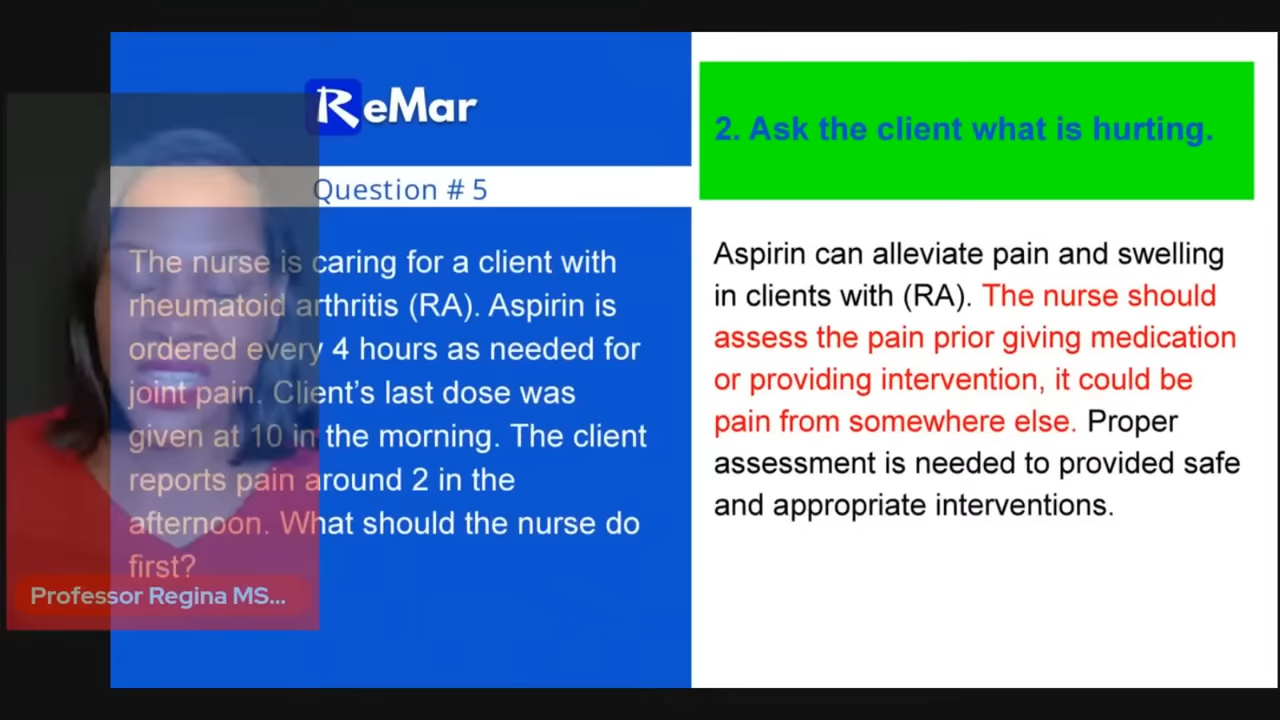 ReMar
Question # 5
The nurse is caring for a client with
rheumatoid arthritis (RA). Aspirin is
ordered every 4 hours as needed for
joint pain. Client's last dose was
given at 10 in the morning. The client
reports pain around 2 in the
afternoon. What should the nurse do
first?
Professor Regina MS...
2. Ask the client what is hurting.
Aspirin can alleviate pain and swelling
in clients with (RA). The nurse should
assess the pain prior giving medication
or providing intervention, it could be
pain from somewhere else. Proper
assessment is needed to provided safe
and appropriate interventions.